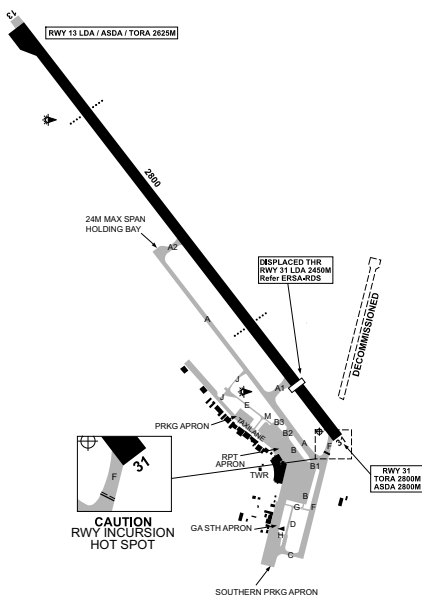 13
RWY 13 LDA / ASDA / TORA 2625M
2800
24M MAX SPAN
HOLDING BAY
A2
DISPLACED THR
RWY 31 LDA 2450M
Refer ERSA-RDS
DECOMMISSIONED
A
J
A1
J
E
M
PRKG APRON
TAXILANE
B3
B2
A
F
31
RPT
APRON
B
B1
TWR
RWY 31
TORA 2800M
ASDA 2800M
F
31
CAUTION
RWY INCURSION
HOT SPOT
B
G
F
GA STH APRON
D
H
C
SOUTHERN PRKG APRON